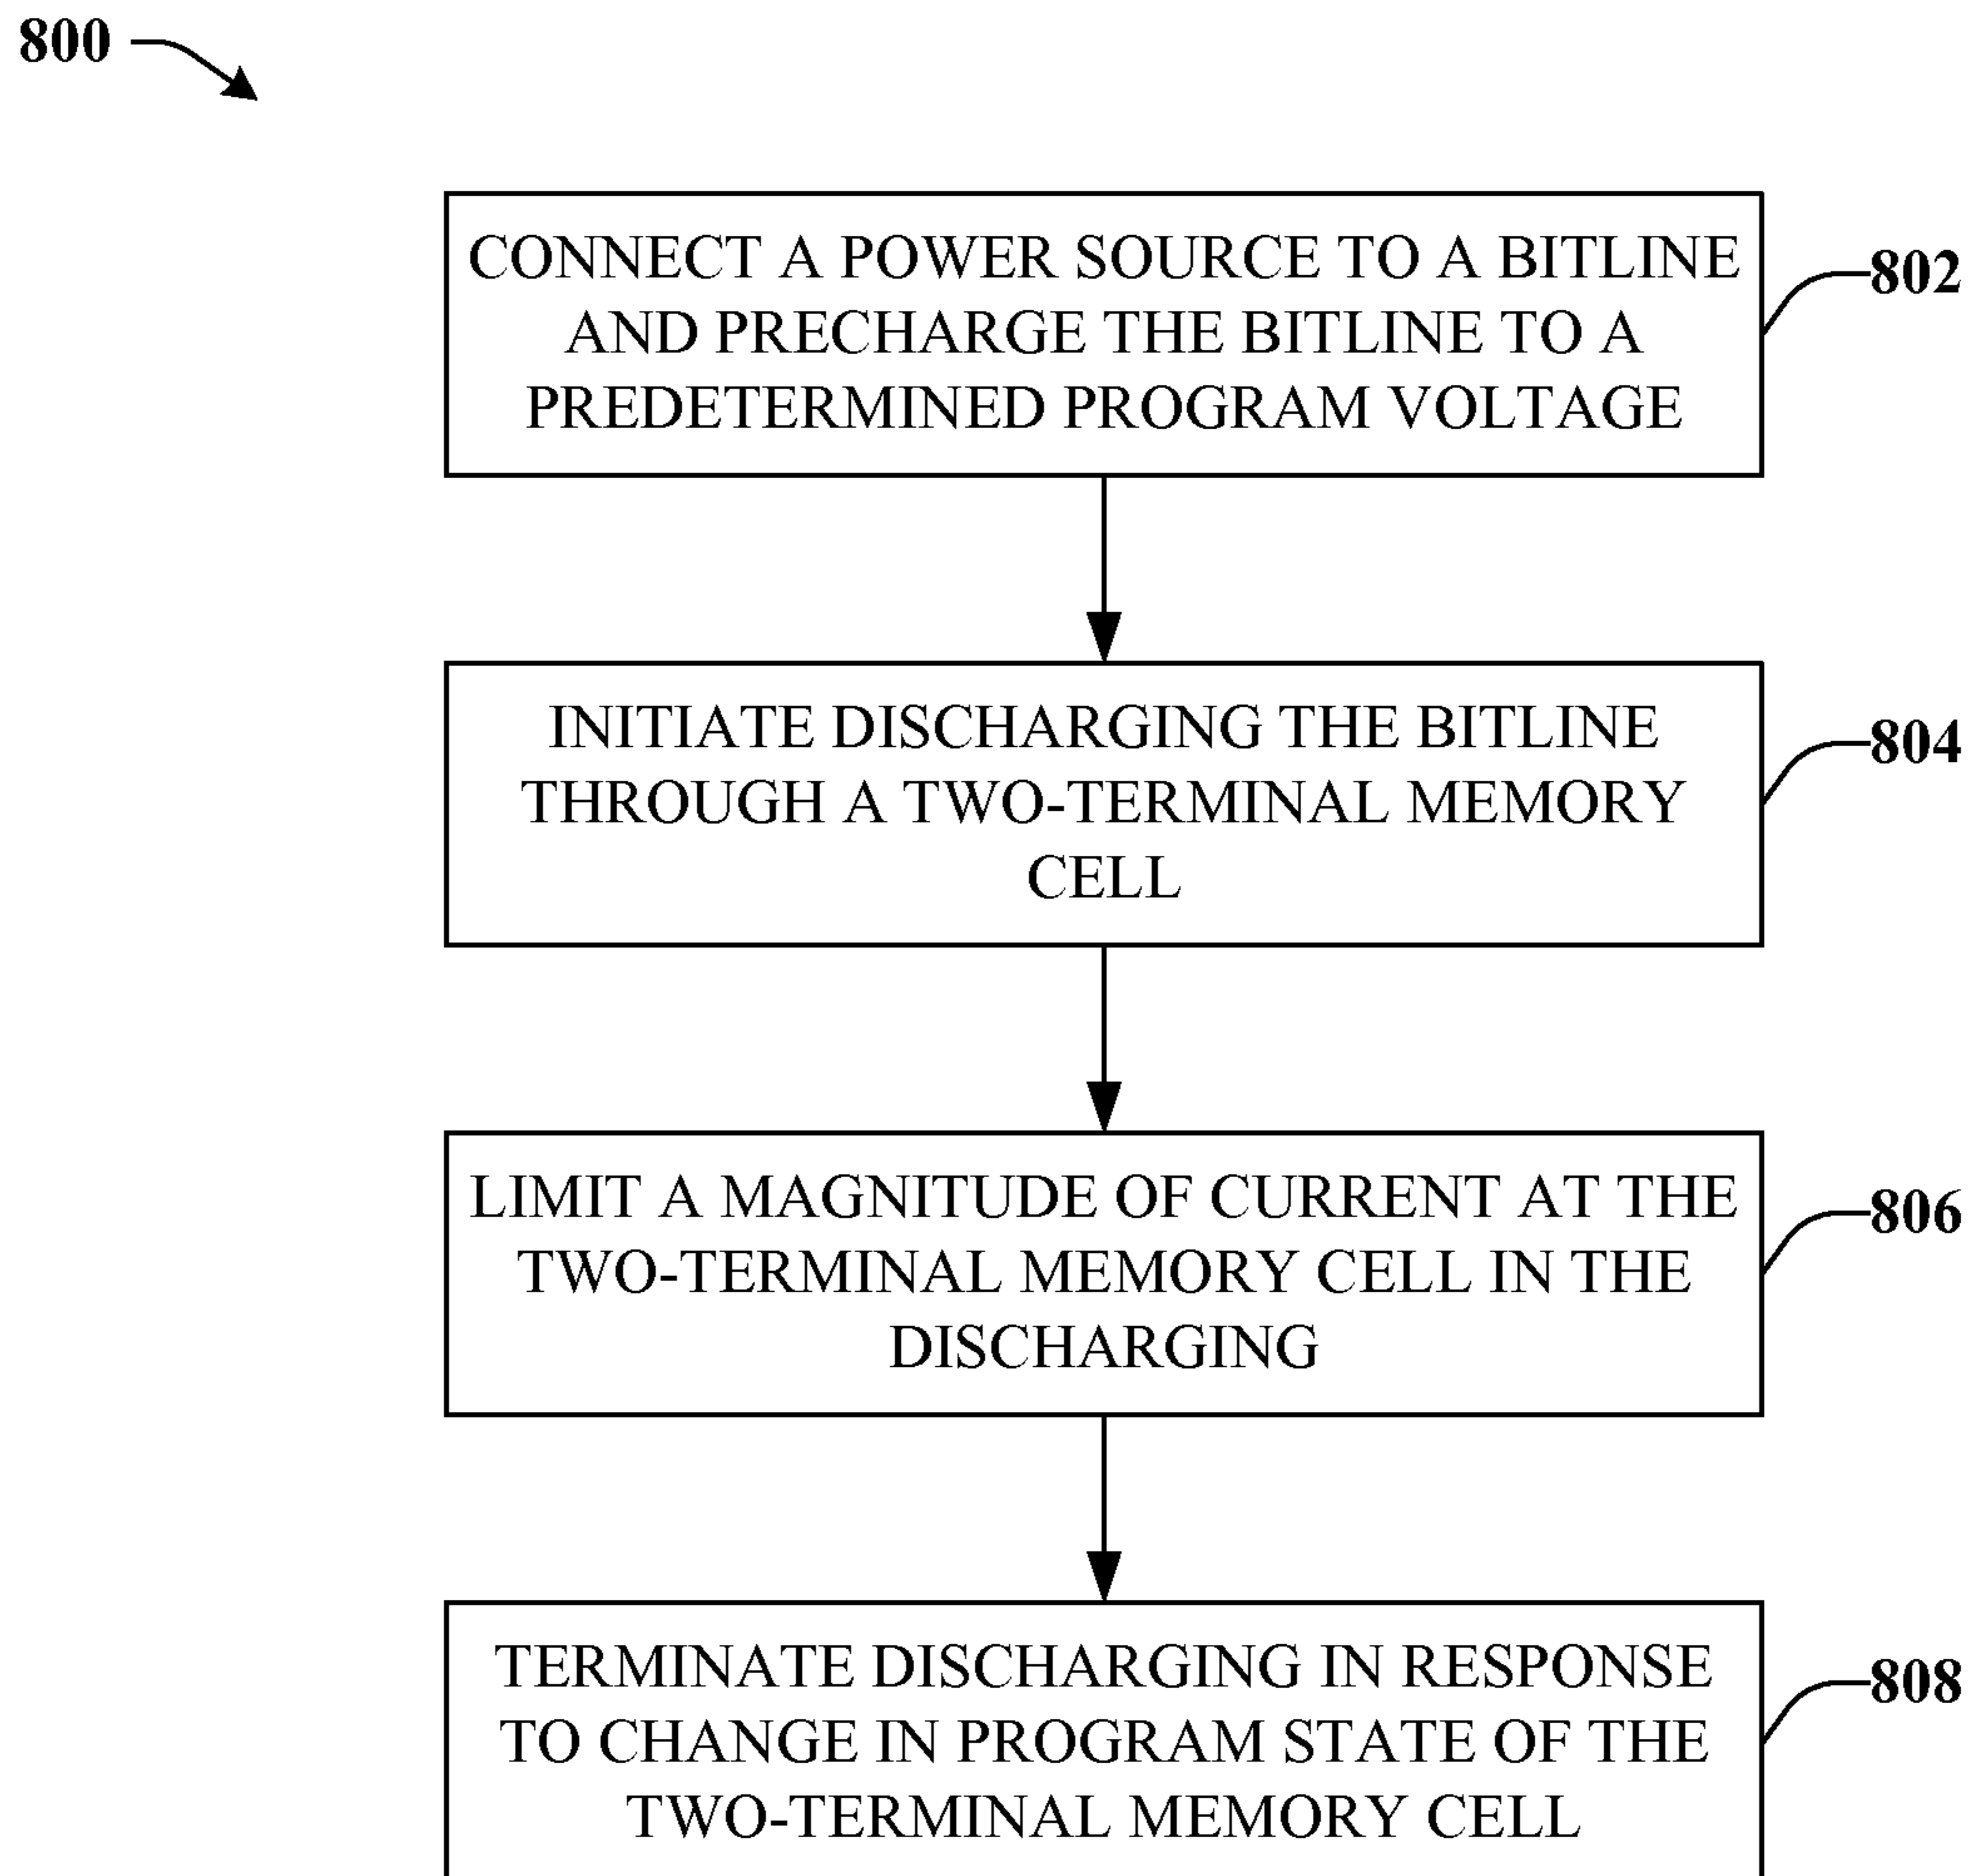 800
CONNECT A POWER SOURCE TO A BITLINE
AND PRECHARGE THE BITLINE TO A
PREDETERMINED PROGRAM VOLTAGE
802
INITIATE DISCHARGING THE BITLINE
THROUGH A TWO-TERMINAL MEMORY
CELL
804
LIMIT A MAGNITUDE OF CURRENT AT THE
TWO-TERMINAL MEMORY CELL IN THE
DISCHARGING
806
TERMINATE DISCHARGING IN RESPONSE
TO CHANGE IN PROGRAM STATE OF THE
TWO-TERMINAL MEMORY CELL
808